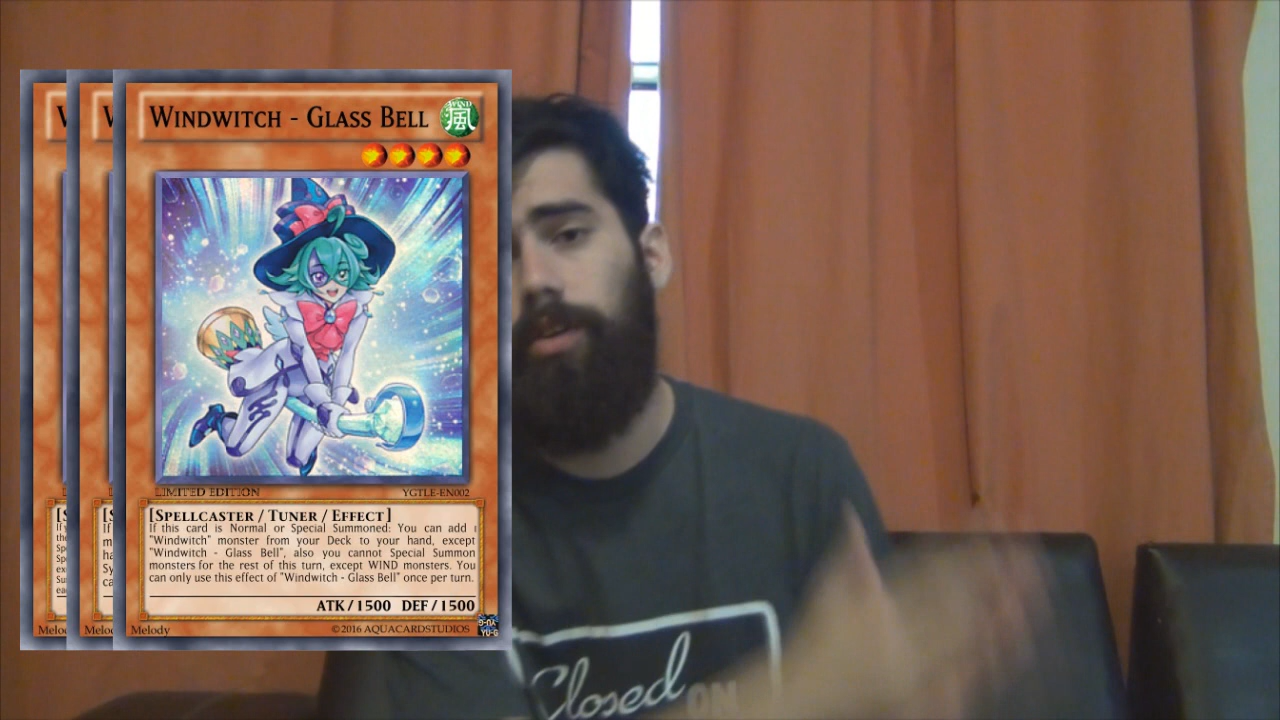 WINDWITCH - GLASS BELL
WIND
風
LIMITED EDITION YGTLE-EN002
[SPELLCASTER / TUNER / EFFECT]
If this card is Normal or Special Summoned: You can add 1
"Windwitch" monster from your Deck to your hand, except
"Windwitch - Glass Bell", also you cannot Special Summon
monsters for the rest of this turn, except WIND monsters. You
can only use this effect of "Windwitch - Glass Bell" once per turn.
ATK / 1500 DEF / 1500
Melody ©2016 AQUACARDSTUDIOS
Closed
ON